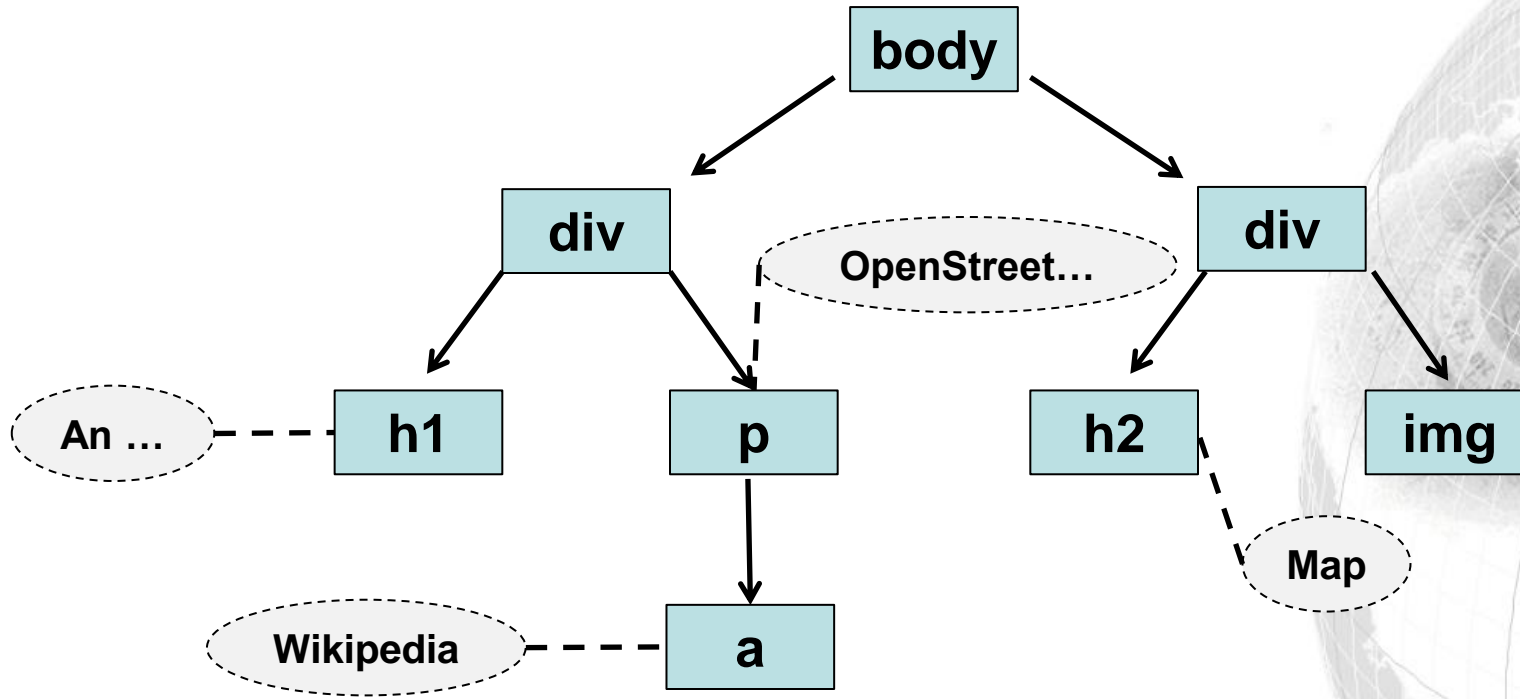 body
div
div
OpenStreet…
An …
h1
p
h2
img
Map
Wikipedia
a